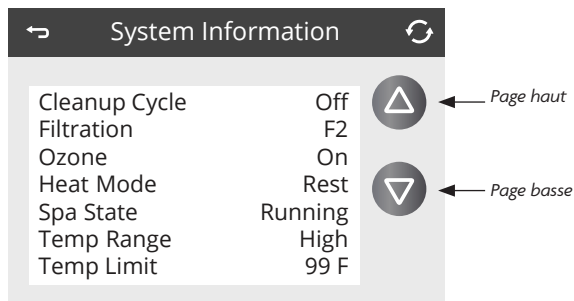 System Information
Cleanup Cycle Off
Filtration F2
Ozone On
Heat Mode Rest
Spa State Running
Temp Range High
Temp Limit 99 F
Page haut
Page basse